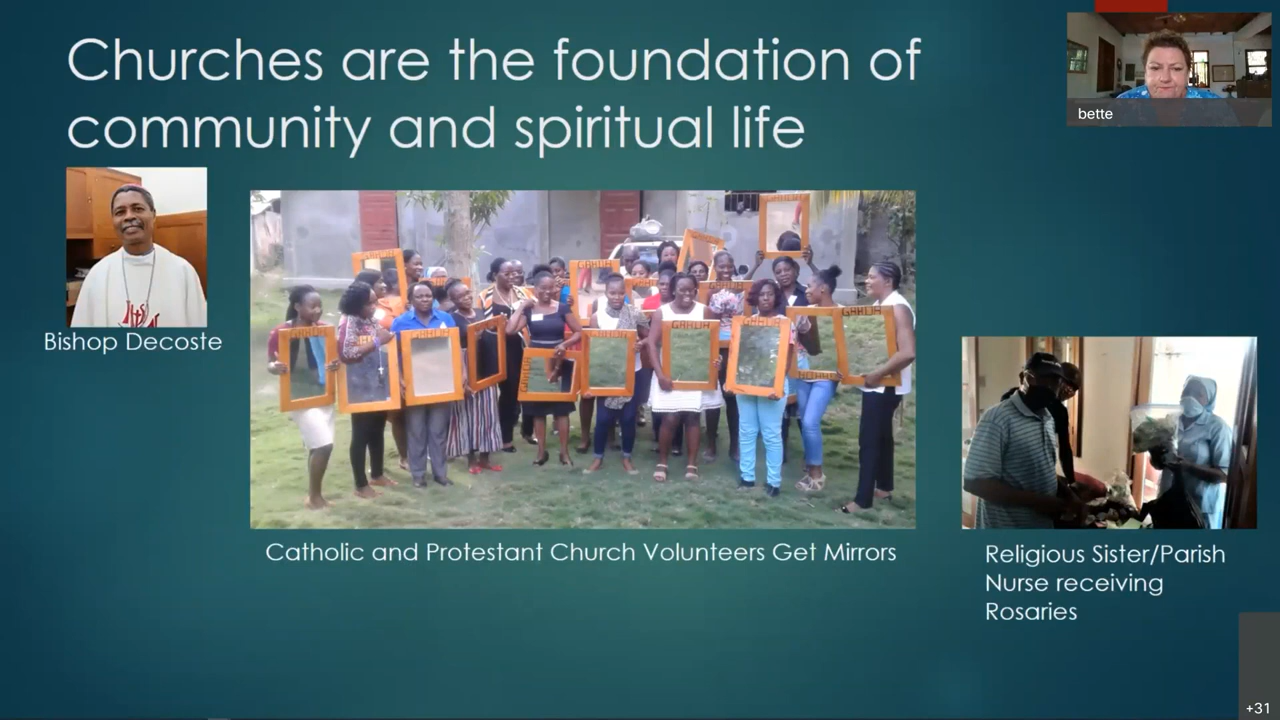 Churches are the foundation of
community and spiritual life
bette
Bishop Decoste
Catholic and Protestant Church Volunteers Get Mirrors
Religious Sister/Parish
Nurse receiving
Rosaries
+31